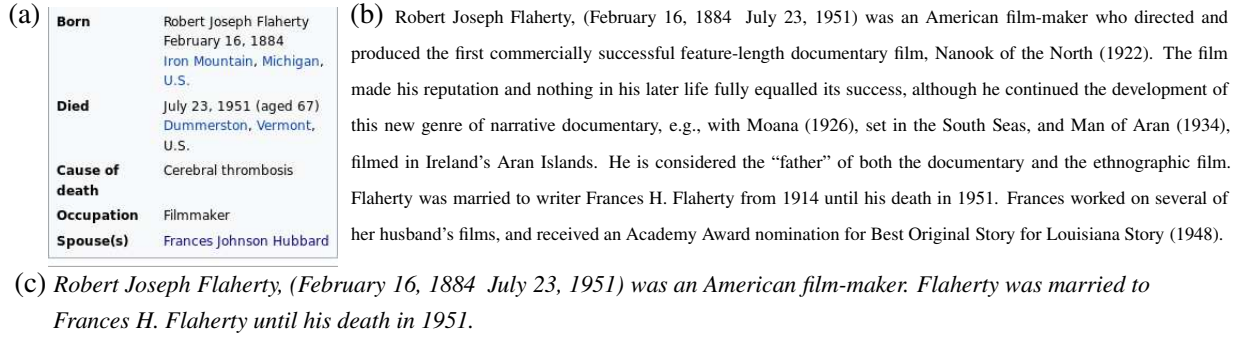 (a)
Born Robert Joseph Flaherty
February 16, 1884
Iron Mountain, Michigan,
U.S.
Died July 23, 1951 (aged 67)
Dummerston, Vermont,
U.S.
Cause of Cerebral thrombosis
death
Occupation Filmmaker
Spouse(s) Frances Johnson Hubbard
(b) Robert Joseph Flaherty, (February 16, 1884 July 23, 1951) was an American film-maker who directed and
produced the first commercially successful feature-length documentary film, Nanook of the North (1922). The film
made his reputation and nothing in his later life fully equalled its success, although he continued the development of
this new genre of narrative documentary, e.g., with Moana (1926), set in the South Seas, and Man of Aran (1934),
filmed in Ireland's Aran Islands. He is considered the “father” of both the documentary and the ethnographic film.
Flaherty was married to writer Frances H. Flaherty from 1914 until his death in 1951. Frances worked on several of
her husband's films, and received an Academy Award nomination for Best Original Story for Louisiana Story (1948).
(c) Robert Joseph Flaherty, (February 16, 1884 July 23, 1951) was an American film-maker. Flaherty was married to
Frances H. Flaherty until his death in 1951.